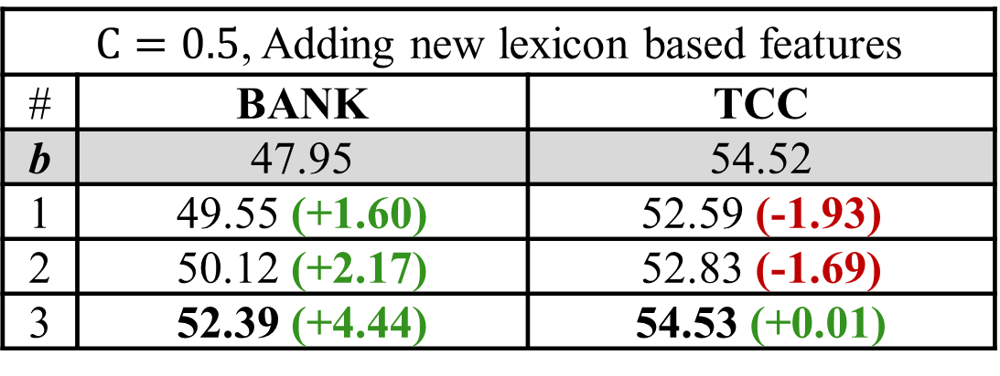 C = 0.5, Adding new lexicon based features
# BANK TCC
b 47.95 54.52
1 49.55 (+1.60) 52.59 (-1.93)
2 50.12 (+2.17) 52.83 (-1.69)
3 52.39 (+4.44) 54.53 (+0.01)